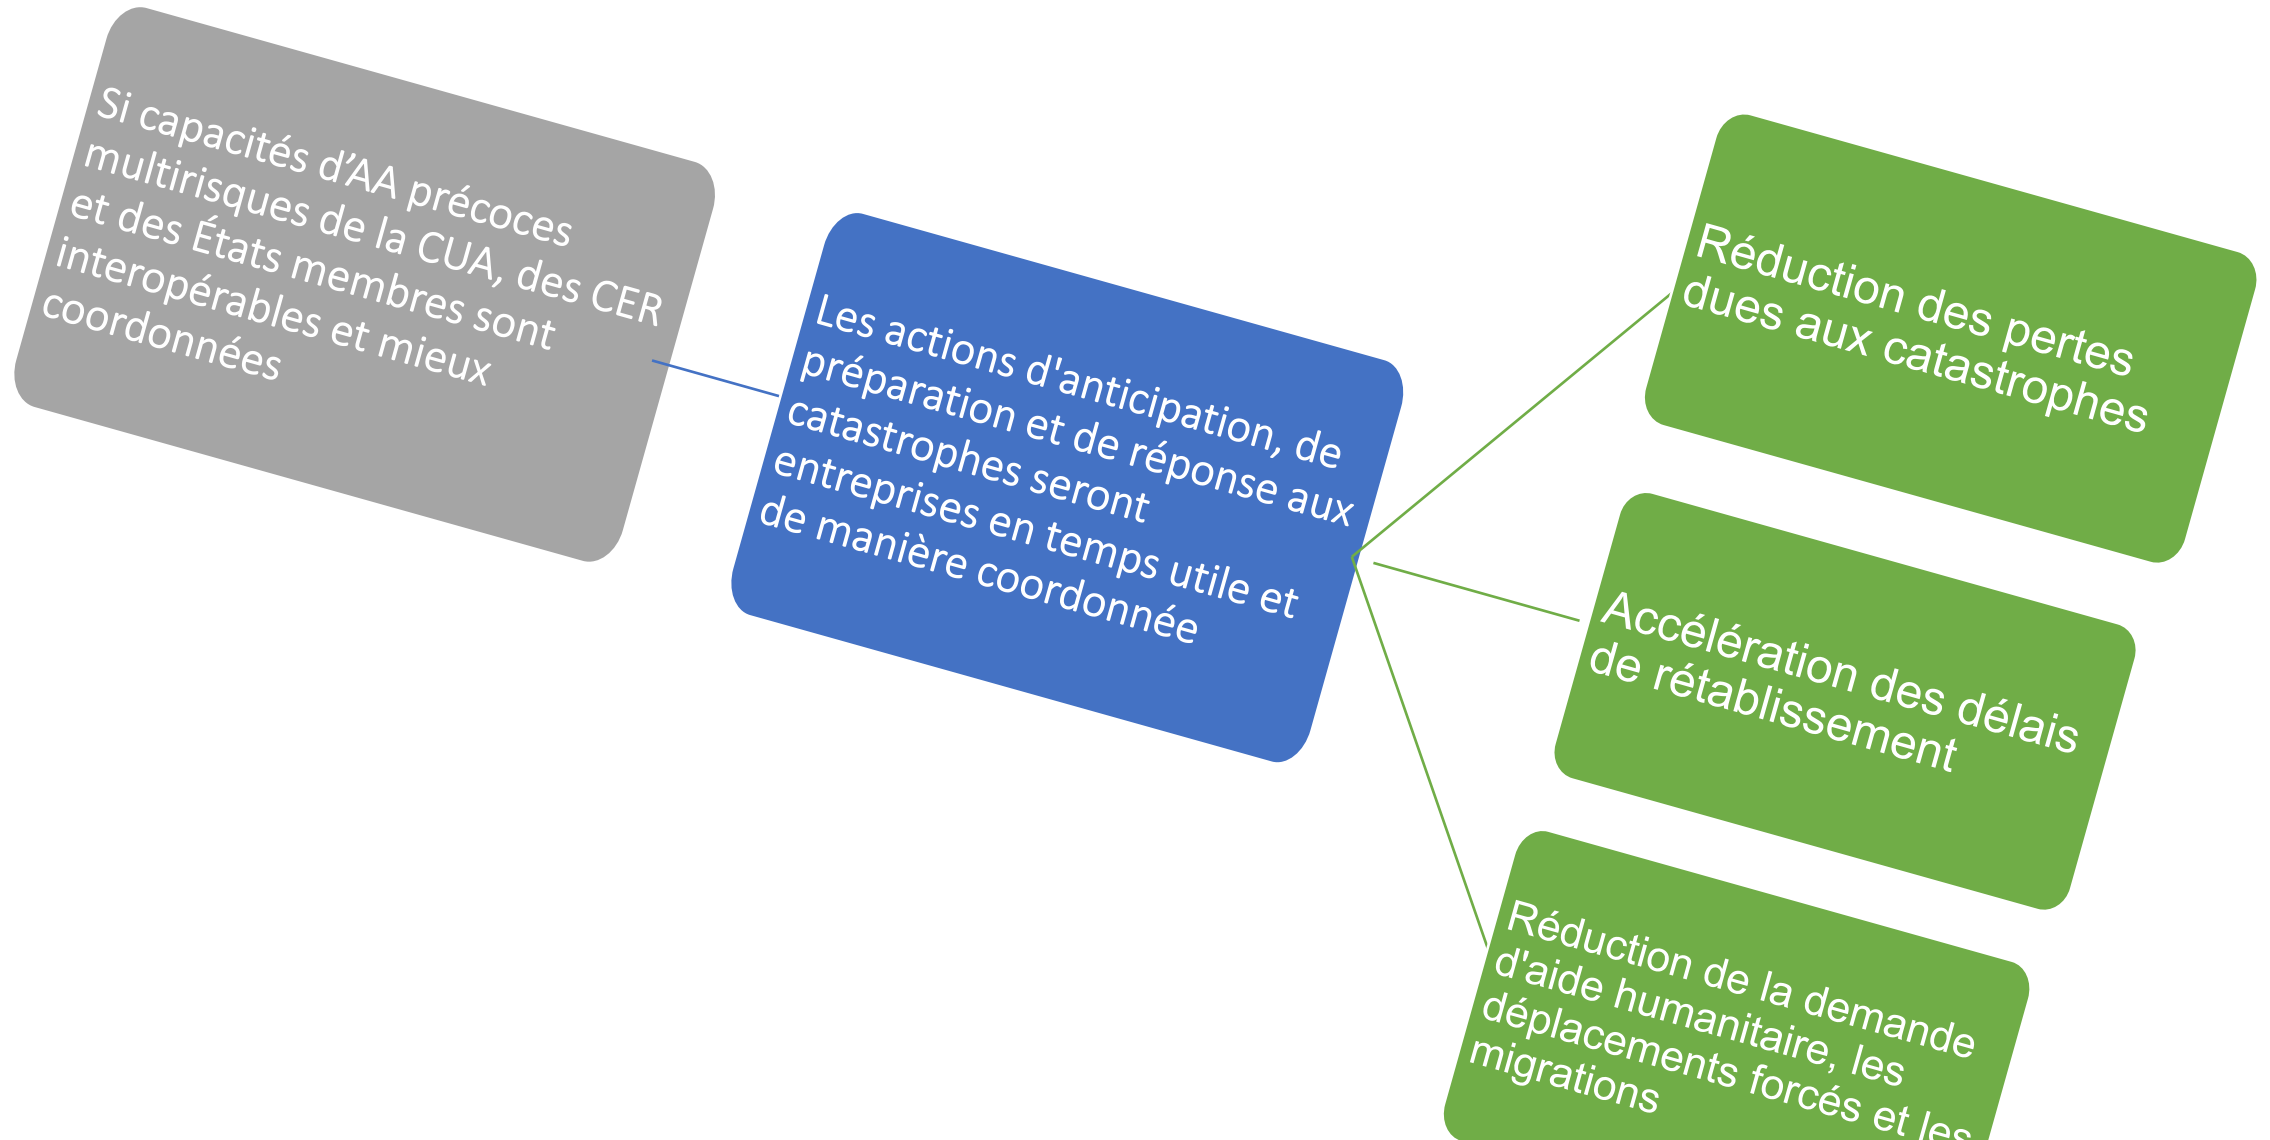 Si capacités d’AA précoces
multirisques de la CUA, des CER
et des États membres sont
interopérables et mieux
coordonnées
Les actions d'anticipation, de
préparation et de réponse aux
catastrophes seront
entreprises en temps utile et
de manière coordonnée
Réduction des pertes
dues aux catastrophes
Accélération des délais
de rétablissement
Réduction de la demande
d'aide humanitaire, les
déplacements forcés et les
migrations